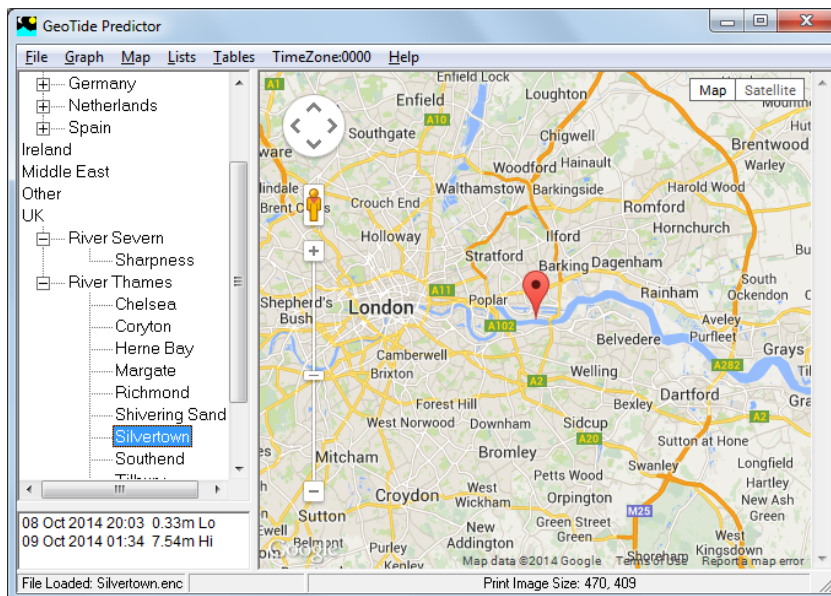 GeoTide Predictor
File Graph Map Lists Tables TimeZone:0000 Help
Germany
Netherlands
Spain
Ireland
Middle East
Other
UK
River Severn
Sharpness
River Thames
Chelsea
Coryton
Herne Bay
Margate
Richmond
Shivering Sand
Silvertown
Southend
08 Oct 2014 20:03 0.33m Lo
09 Oct 2014 01:34 7.54m Hi
Map Satellite
A1
Enfield Lock
Loughton
Enfield
A10
Southgate
Chigwell
Brentwood
Warley
Woodford
Hainault
Walthamstow
Barkingside
Harold Wood
Crouch End
Romford
Hornchurch
Holloway
Ilford
Stratford
Barking
Dagenham
South
Ockendon
A11
Rainham
Shepherd's
Bush
London
Poplar
A102
Aveley
Purfleet
Belvedere
Grays
Camberwell
Brixton
A2
Welling
A282
Dartford
Forest Hill
Bexley
A2
West Norwood
Downham
Sidcup
A20
Sutton at Hone
Mitcham
Bromley
Swanley
Longfield
Hartley
New Ash
Green
Petts Wood
Croydon
West
Wickham
Orpington
Sutton
M25
Green Street
Green
New
Addington
West
Kingsdown
Belmont
Purley
Kenley
Shoreham
Google
Map data ©2014 Google
Terms of Use
Report a map error
File Loaded: Silvertown.enc
Print Image Size: 470, 409